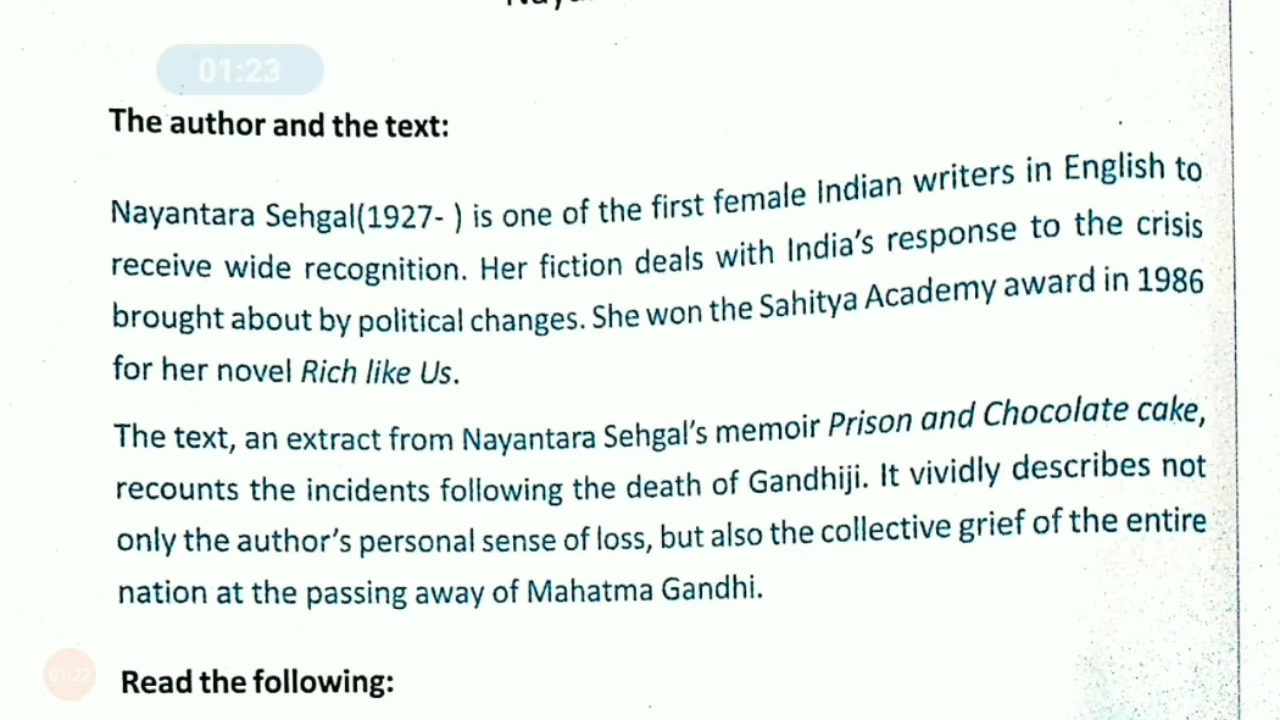 01:23
The author and the text:
Nayantara Sehgal(1927- ) is one of the first female Indian writers in English to
receive wide recognition. Her fiction deals with India's response to the crisis
brought about by political changes. She won the Sahitya Academy award in 1986
for her novel Rich like Us.
The text, an extract from Nayantara Sehgal's memoir Prison and Chocolate cake,
recounts the incidents following the death of Gandhiji. It vividly describes not
only the author's personal sense of loss, but also the collective grief of the entire
nation at the passing away of Mahatma Gandhi.
01:22
Read the following: